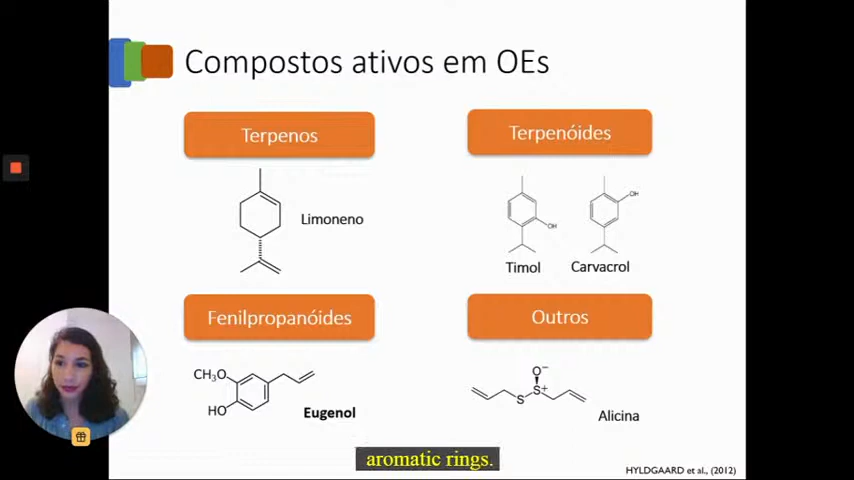 Compostos ativos em OEs
Terpenos
Terpenóides
Limoneno
OH
OH
Timol
Carvacrol
Fenilpropanóides
Outros
CH₃O
HO
Eugenol
O⁻
S
S⁺
Alicina
aromatic rings.
HYLDGAARD et al., (2012)